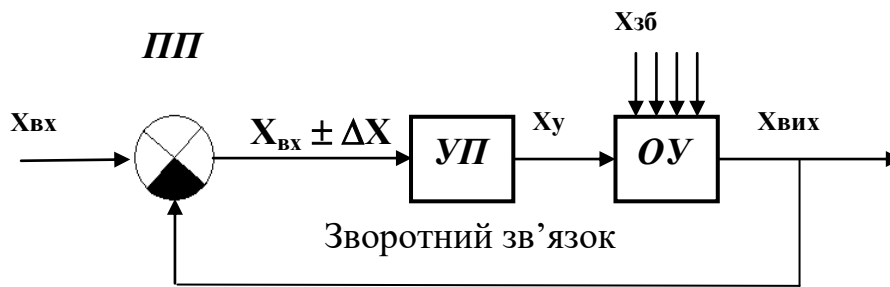 Хзб
ПП
Хвх
Хвх ± ΔХ
УП
Ху
ОУ
Хвих
Зворотний зв’язок